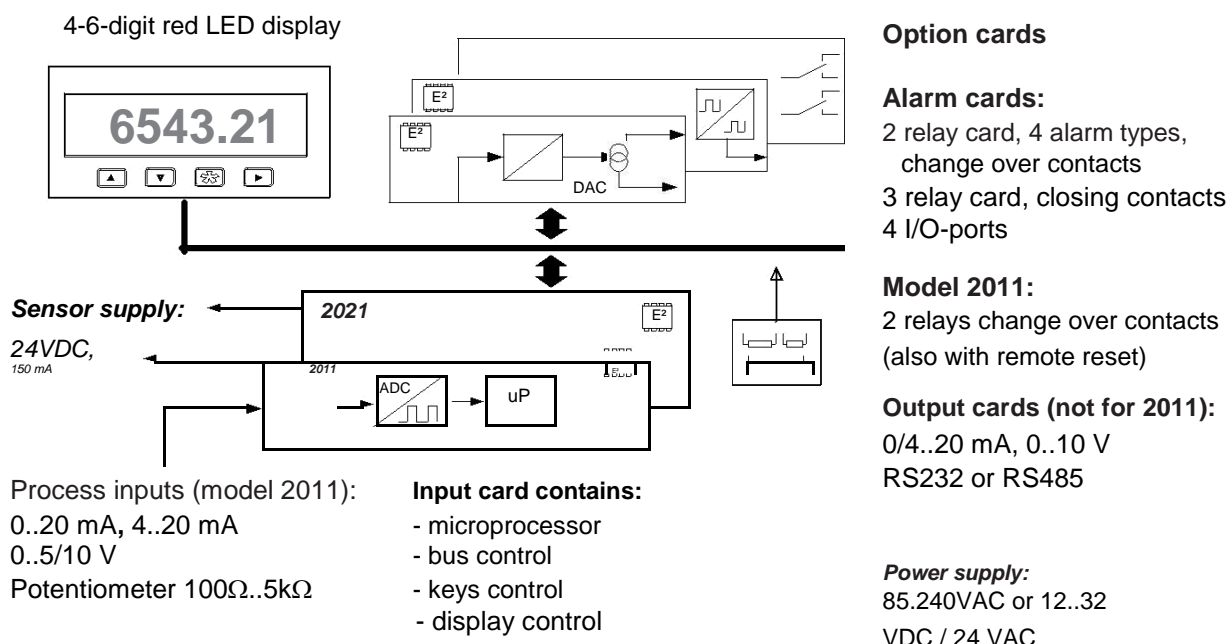 4-6-digit red LED display
6543.21
E²
E²
DAC
Sensor supply:
24VDC,
150 mA
2021
E²
2011
ADC
uP
Process inputs (model 2011):
0..20 mA, 4..20 mA
0..5/10 V
Potentiometer 100Ω..5kΩ
Input card contains:
- microprocessor
- bus control
- keys control
- display control
Option cards
Alarm cards:
2 relay card, 4 alarm types,
change over contacts
3 relay card, closing contacts
4 I/O-ports
Model 2011:
2 relays change over contacts
(also with remote reset)
Output cards (not for 2011):
0/4..20 mA, 0..10 V
RS232 or RS485
Power supply:
85.240VAC or 12..32
VDC / 24 VAC